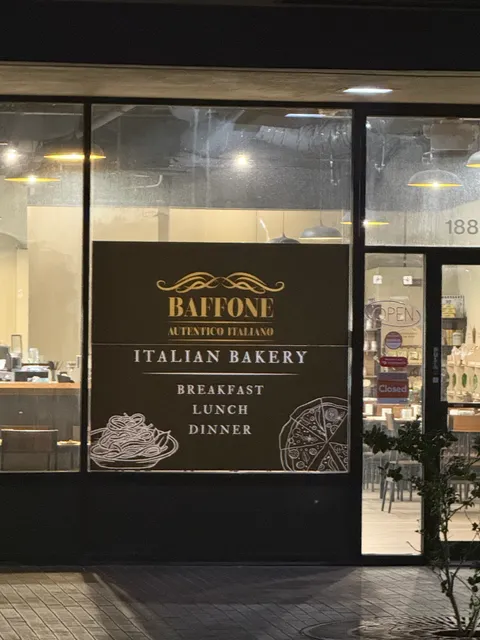 BAFFONE
AUTENTICO ITALIANO
ITALIAN BAKERY
BREAKFAST
LUNCH
DINNER
188
OPEN
Closed